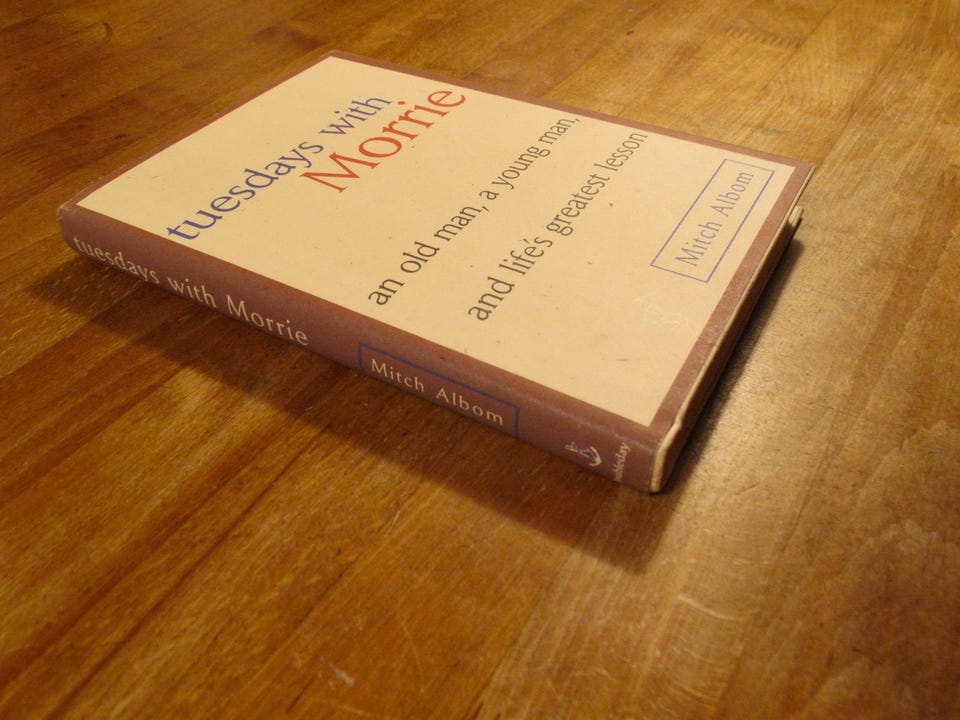 tuesdays with
Morrie
an old man, a young man,
and life's greatest lesson
Mitch Albom
tuesdays with Morrie
Mitch Albom